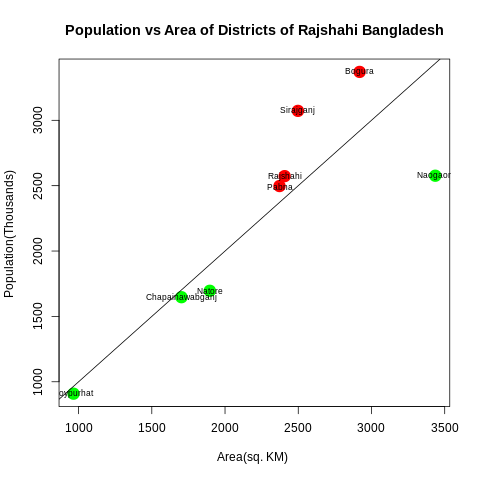 Population vs Area of Districts of Rajshahi Bangladesh
Population(Thousands)
3000
2500
2000
1500
1000
Bogura
Sirajganj
Rajshahi
Pabna
Naogaon
Natore
Chapainawabganj
oypurhat
1000 1500 2000 2500 3000 3500
Area(sq. KM)